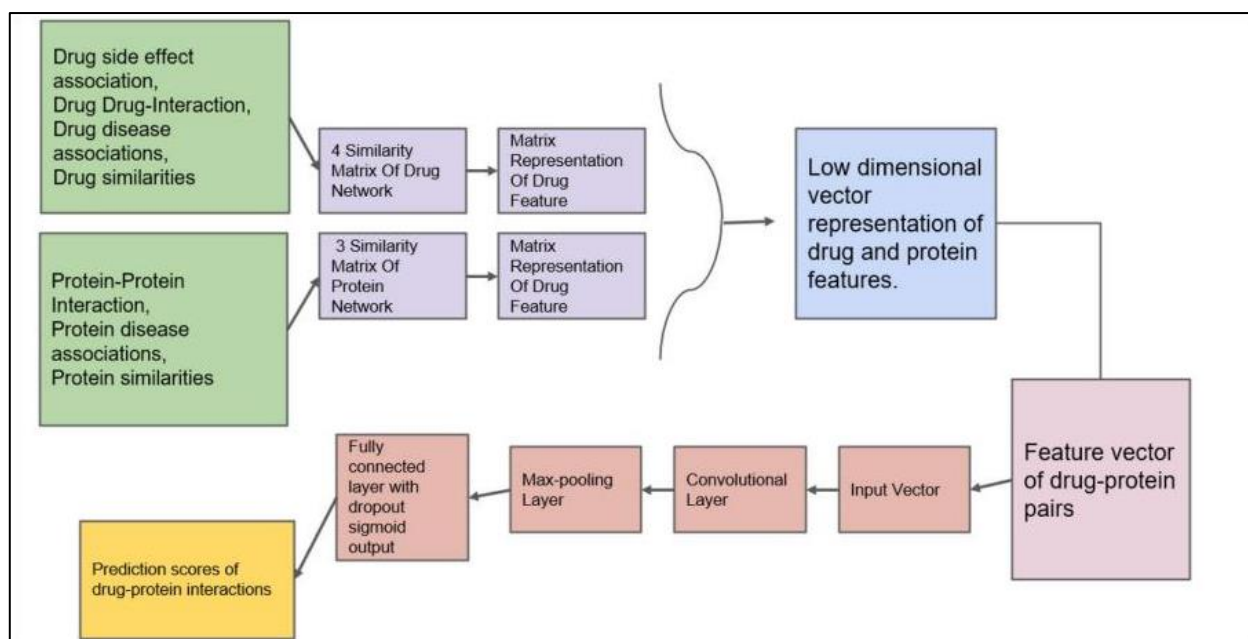 Drug side effect
association,
Drug Drug-Interaction,
Drug disease
associations,
Drug similarities
4 Similarity
Matrix Of Drug
Network
Matrix
Representation
Of Drug
Feature
Low dimensional
vector
representation of
drug and protein
features.
Protein-Protein
Interaction,
Protein disease
associations,
Protein similarities
3 Similarity
Matrix Of
Protein
Network
Matrix
Representation
Of Drug
Feature
Feature vector
of drug-protein
pairs
Input Vector
Convolutional
Layer
Max-pooling
Layer
Fully
connected
layer with
dropout
sigmoid
output
Prediction scores of
drug-protein interactions